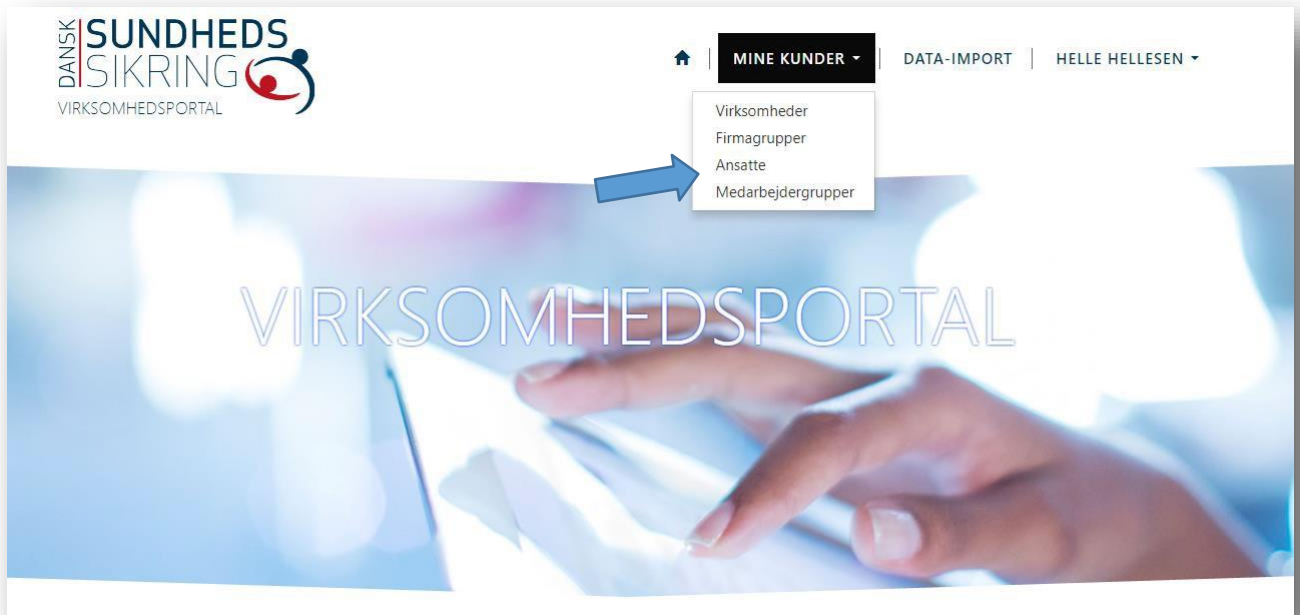 DANSK
SUNDHEDS
SIKRING
VIRKSOMHEDSPORTAL
MINE KUNDER
DATA-IMPORT
HELLE HELLESEN
Virksomheder
Firmagrupper
Ansatte
Medarbejdergrupper
VIRKSOMHEDSPORTAL